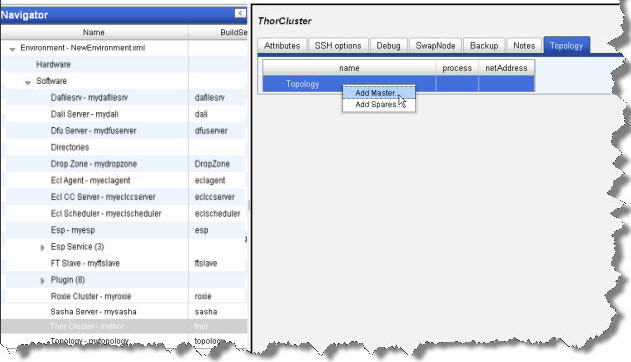 Navigator
<
Name BuildSe
Environment - NewEnvironment.xml
Hardware
Software
Dafilesrv - mydafilesrv dafilesrv
Dali Server - mydali dali
Dfu Server - mydfuserver dfuserver
Directories
Drop Zone - mydropzone DropZone
Ecl Agent - myeclagent eclagent
Ecl CC Server - myeclccserver eclccserver
Ecl Scheduler - myeclscheduler eclscheduler
Esp - myesp esp
Esp Service (3)
FT Slave - myftslave ftslave
Plugin (8)
Roxie Cluster - myroxie roxie
Sasha Server - mysasha sasha
Thor Cluster - mythor thor
Topology - mytopology topology
ThorCluster
Attributes SSH options Debug SwapNode Backup Notes Topology
name process netAddress
Topology
Add Master...
Add Spares...